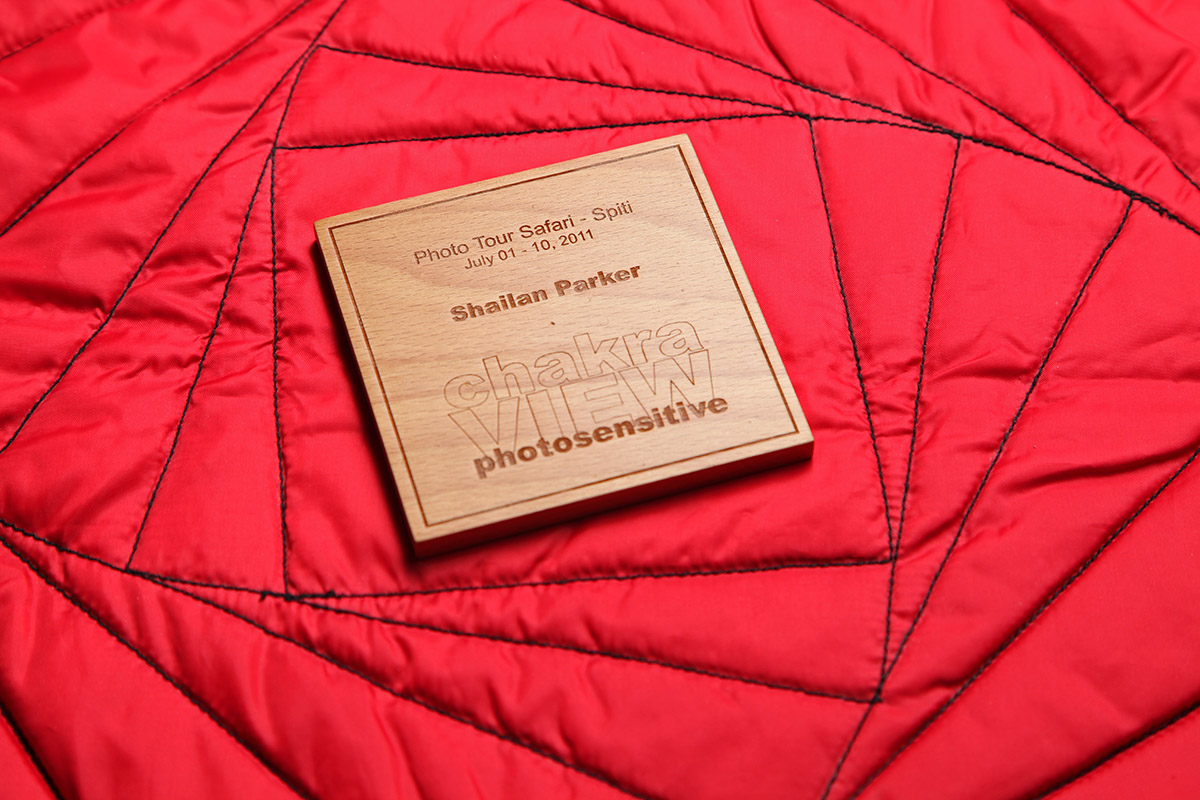 Photo Tour Safari - Spiti
July 01 - 10, 2011
Shailan Parker
chakra
VIEW
photosensitive